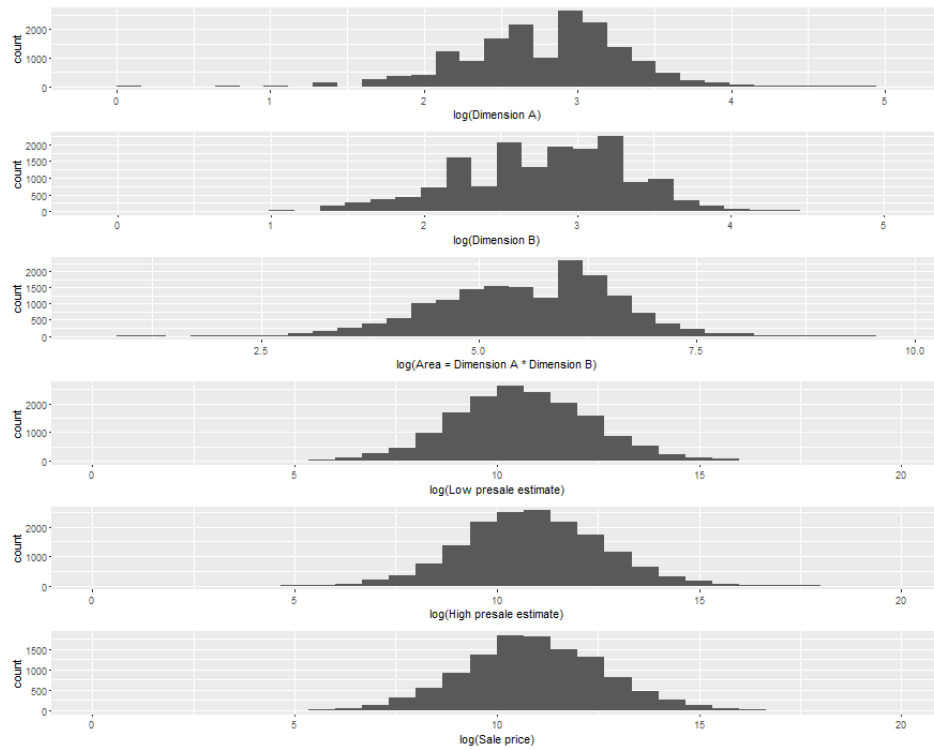 count
2000
1000
0
0 1 2 3 4 5
log(Dimension A)
count
2000
1500
1000
500
0
0 1 2 3 4 5
log(Dimension B)
count
2000
1500
1000
500
0
2.5 5.0 7.5 10.0
log(Area = Dimension A * Dimension B)
count
2000
1000
0
0 5 10 15 20
log(Low presale estimate)
count
2000
1000
0
0 5 10 15 20
log(High presale estimate)
count
1500
1000
500
0
0 5 10 15 20
log(Sale price)